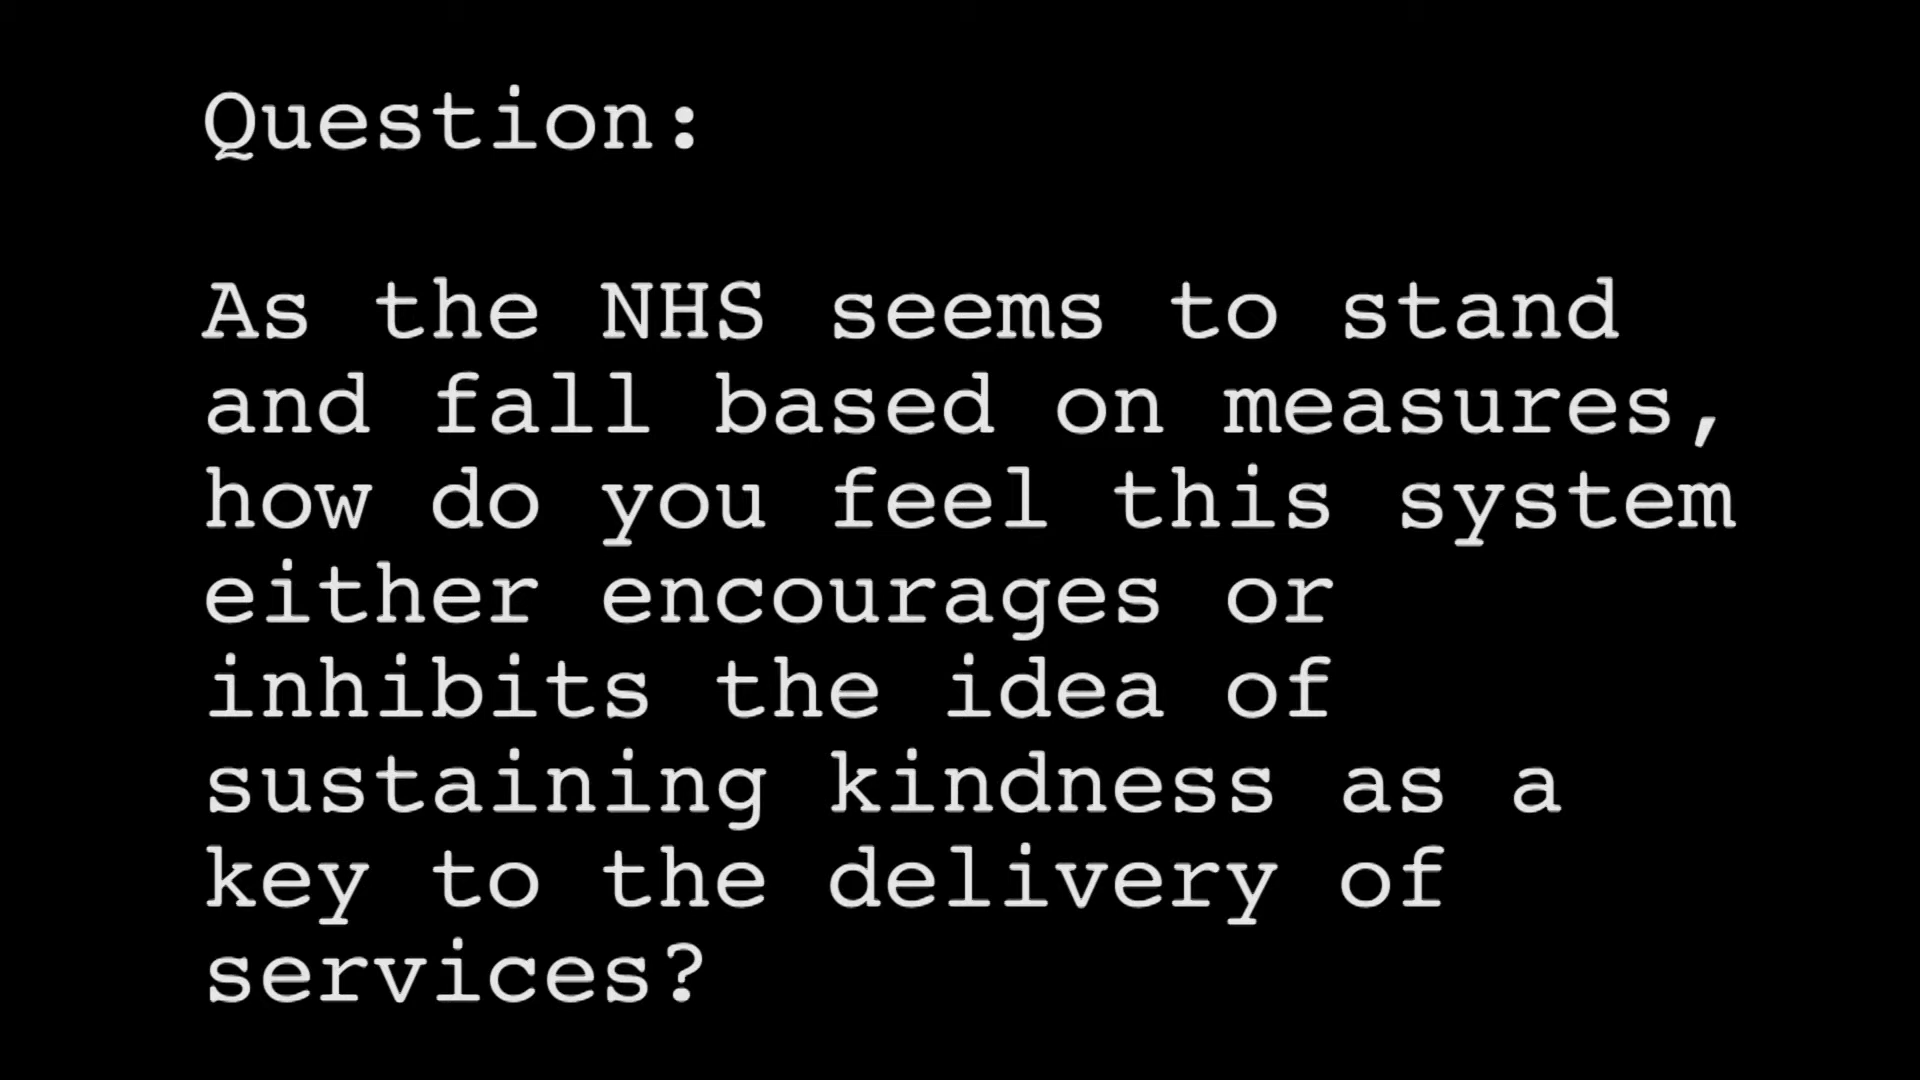 Question:
As the NHS seems to stand
and fall based on measures,
how do you feel this system
either encourages or
inhibits the idea of
sustaining kindness as a
key to the delivery of
services?